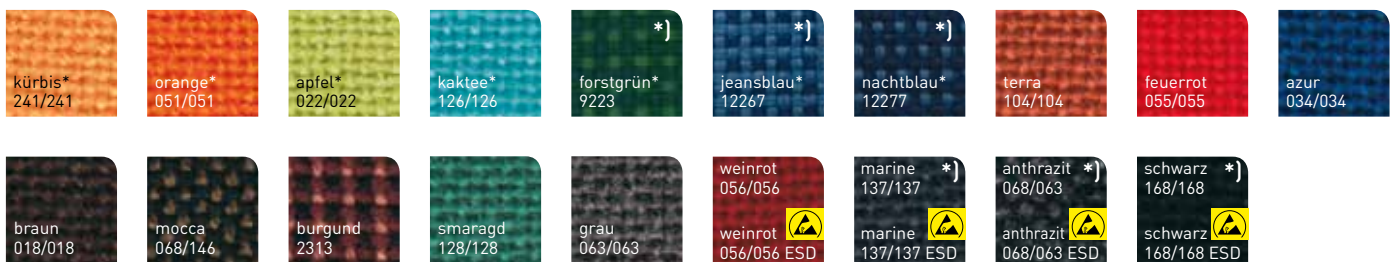 kürbis*
241/241
orange*
051/051
apfel*
022/022
kaktee*
126/126
*)
forstgrün*
9223
*)
jeansblau*
12267
*)
nachtblau*
12277
terra
104/104
feuerrot
055/055
azur
034/034
braun
018/018
mocca
068/146
burgund
2313
smaragd
128/128
grau
063/063
weinrot
056/056
weinrot
056/056 ESD
marine *)
137/137
marine
137/137 ESD
anthrazit *)
068/063
anthrazit
068/063 ESD
schwarz *)
168/168
schwarz
168/168 ESD